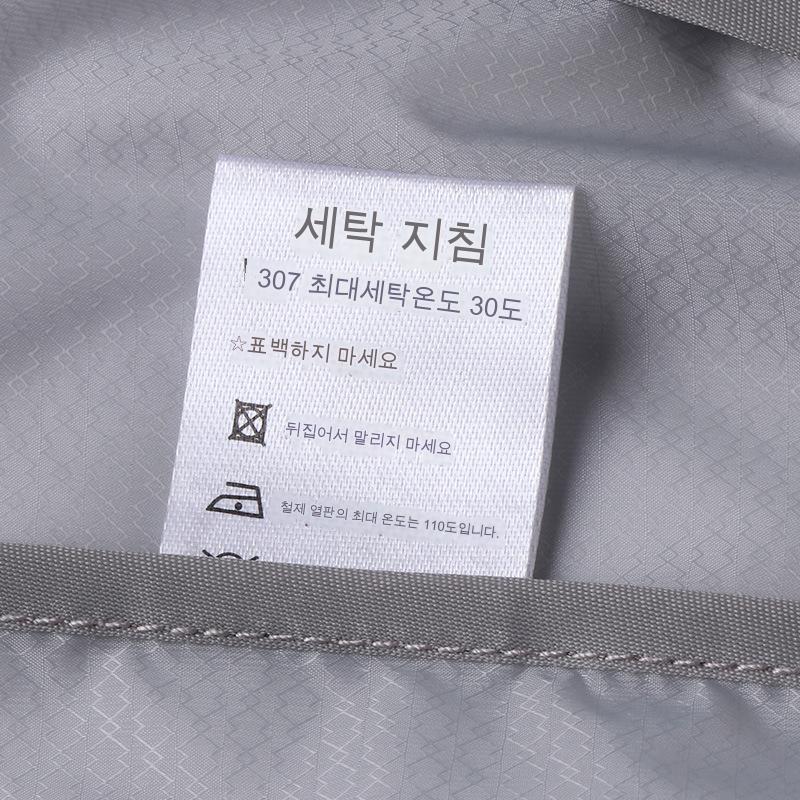 세탁 지침
307 최대세탁온도 30도
☆표백하지 마세요
뒤집어서 말리지 마세요
철제 열판의 최대 온도는 110도입니다.